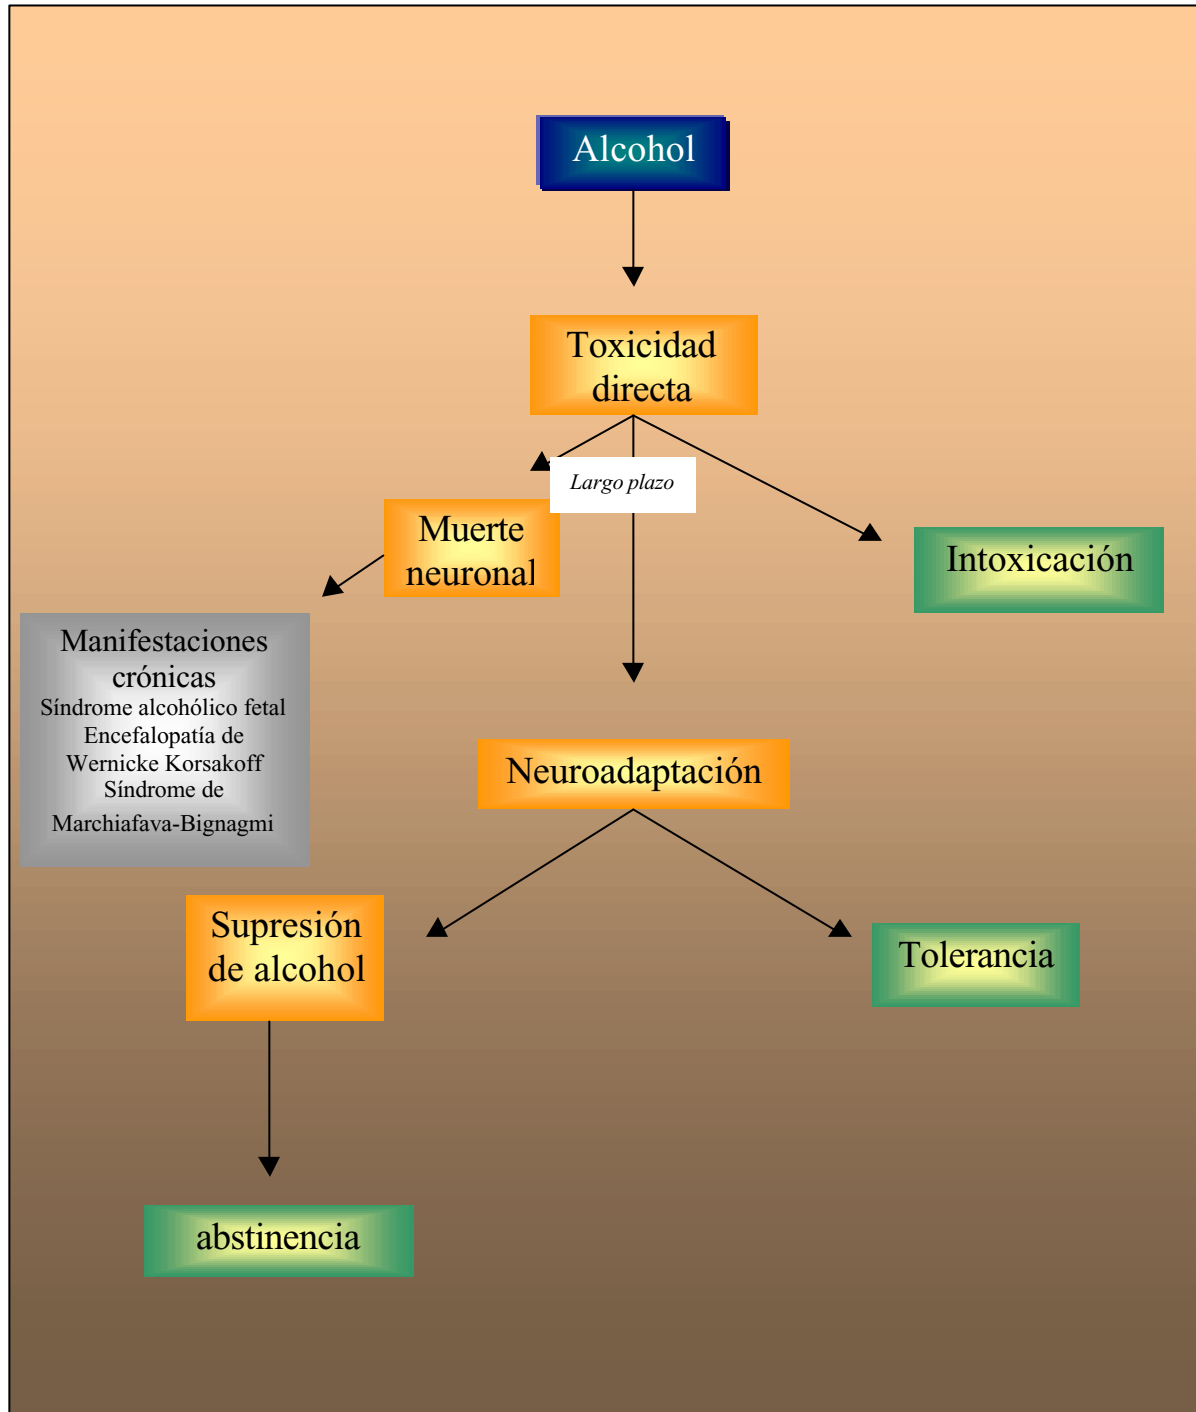 Alcohol
Toxicidad
directa
Largo plazo
Muerte
neuronal
Intoxicación
Manifestaciones
crónicas
Síndrome alcohólico fetal
Encefalopatía de
Wernicke Korsakoff
Síndrome de
Marchiafava-Bignagmi
Neuroadaptación
Supresión
de alcohol
Tolerancia
abstinencia